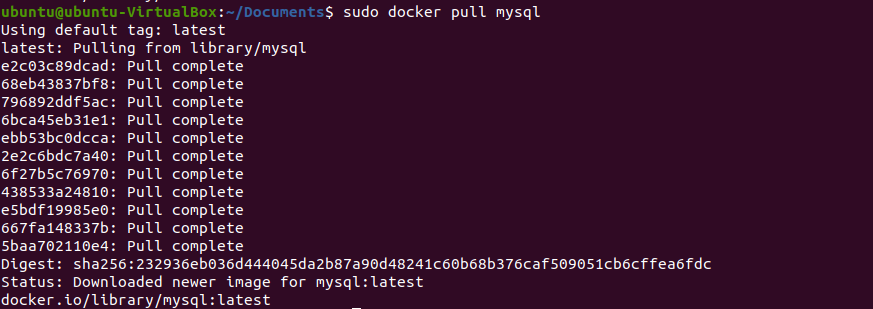 ubuntu@ubuntu-VirtualBox:~/Documents$ sudo docker pull mysql
Using default tag: latest
latest: Pulling from library/mysql
e2c03c89dcad: Pull complete
68eb43837bf8: Pull complete
796892ddf5ac: Pull complete
6bca45eb31e1: Pull complete
ebb53bc0dcca: Pull complete
2e2c6bdc7a40: Pull complete
6f27b5c76970: Pull complete
438533a24810: Pull complete
e5bdf19985e0: Pull complete
667fa148337b: Pull complete
5baa702110e4: Pull complete
Digest: sha256:232936eb036d444045da2b87a90d48241c60b68b376caf509051cb6cffea6fdc
Status: Downloaded newer image for mysql:latest
docker.io/library/mysql:latest